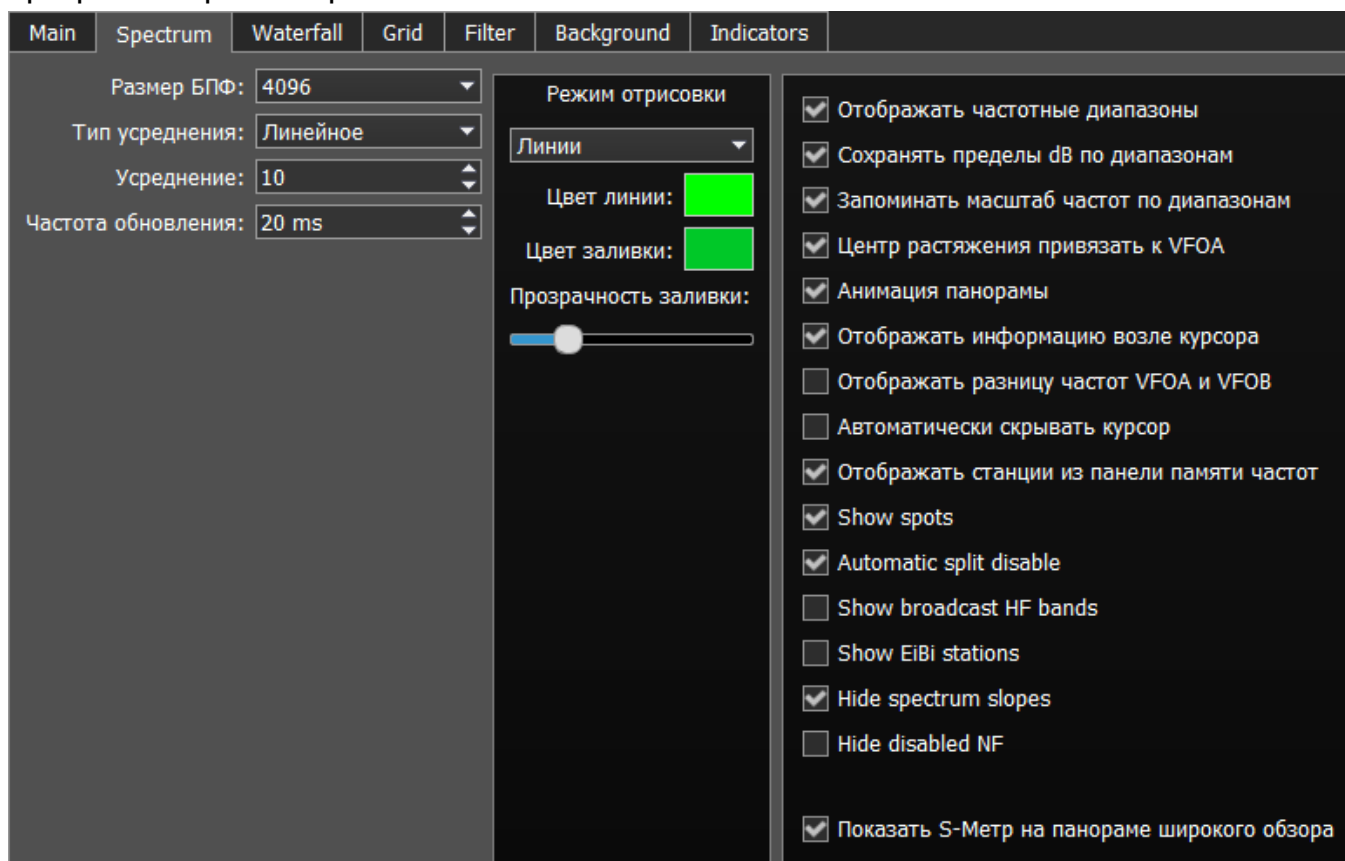 Main Spectrum Waterfall Grid Filter Background Indicators
Размер БПФ: 4096
Тип усреднения: Линейное
Усреднение: 10
Частота обновления: 20 ms
Режим отрисовки
Линии
Цвет линии:
Цвет заливки:
Прозрачность заливки:
Отображать частотные диапазоны
Сохранять пределы dB по диапазонам
Запоминать масштаб частот по диапазонам
Центр растяжения привязать к VFOA
Анимация панорамы
Отображать информацию возле курсора
Отображать разницу частот VFOA и VFOB
Автоматически скрывать курсор
Отображать станции из панели памяти частот
Show spots
Automatic split disable
Show broadcast HF bands
Show EiBi stations
Hide spectrum slopes
Hide disabled NF
Показать S-Метр на панораме широкого обзора